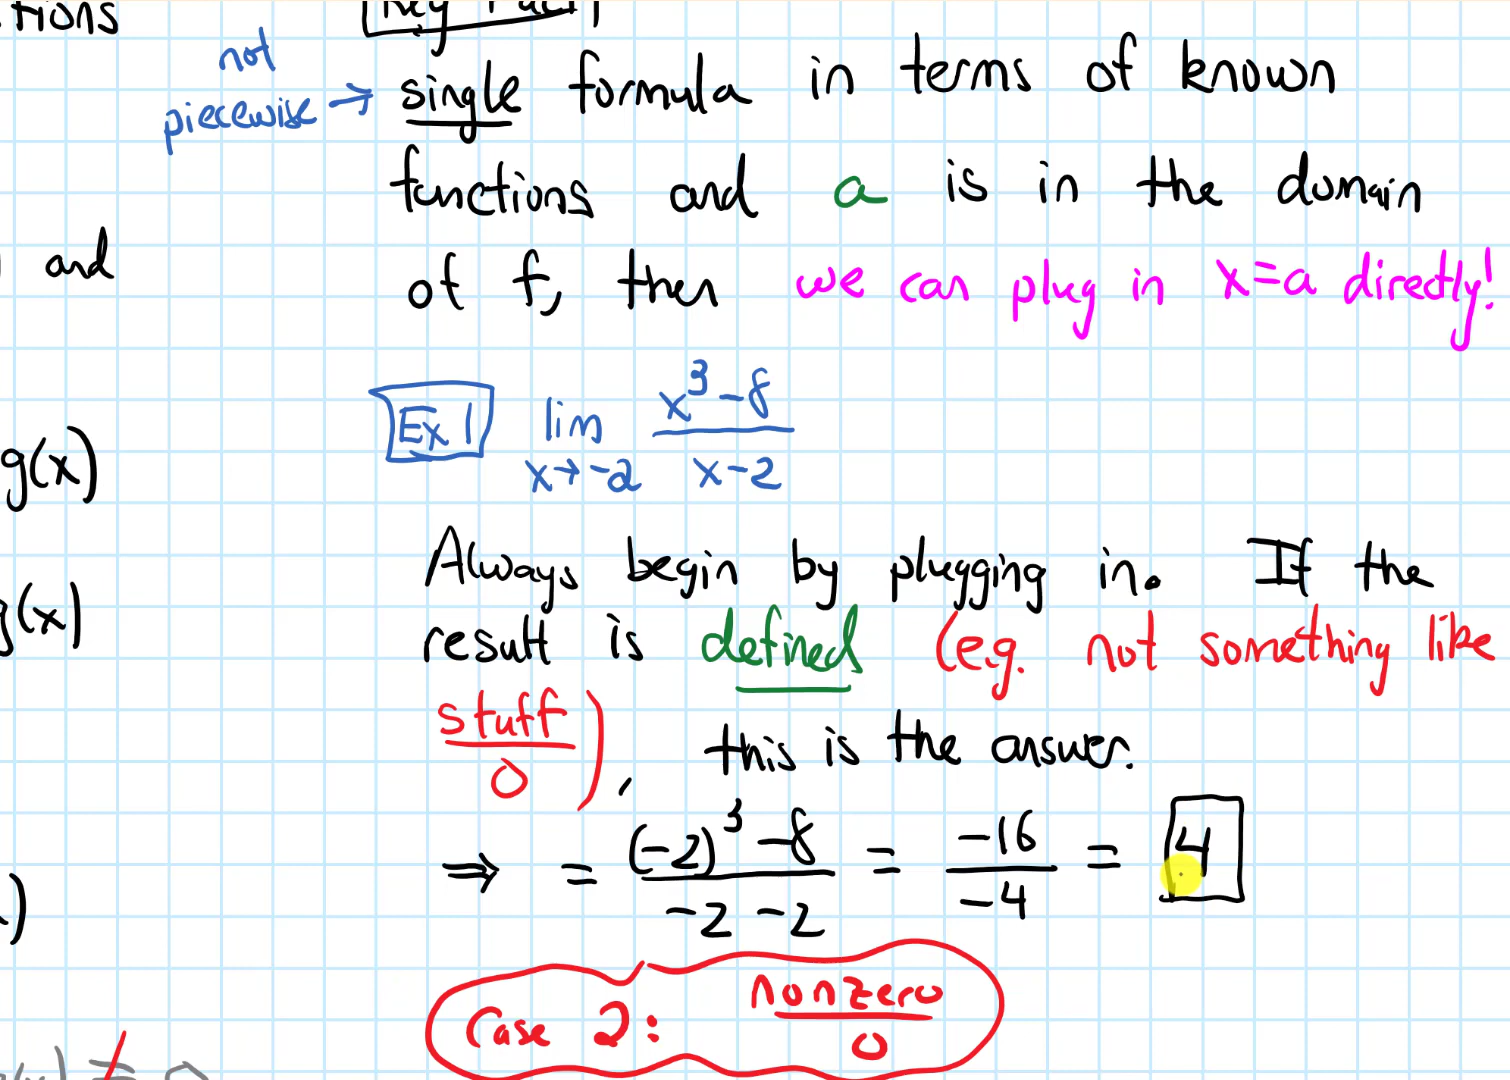 tions
Key Fact
not
piecewise → single formula in terms of known
functions and a is in the domain
and
of f, then we can plug in x=a directly!
Ex 1 lim x→-2 (x³-8)/(x-2)
g(x)
Always begin by plugging in. If the
(x)
result is defined (e.g. not something like
stuff/0), this is the answer.
⇒ = ((-2)³-8)/(-2-2) = -16/-4 = 4
)
Case 2: nonzero/0